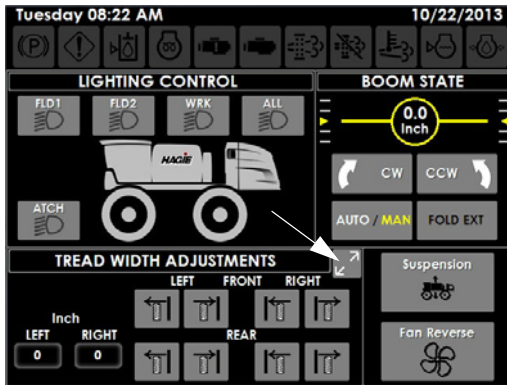 Tuesday 08:22 AM 10/22/2013
(P)
LIGHTING CONTROL
FLD1 FLD2 WRK ALL
HAGIE
ATCH
BOOM STATE
0.0
Inch
CW CCW
AUTO / MAN FOLD EXT
TREAD WIDTH ADJUSTMENTS
LEFT FRONT RIGHT
Inch
LEFT RIGHT
0 0
REAR
Suspension
Fan Reverse